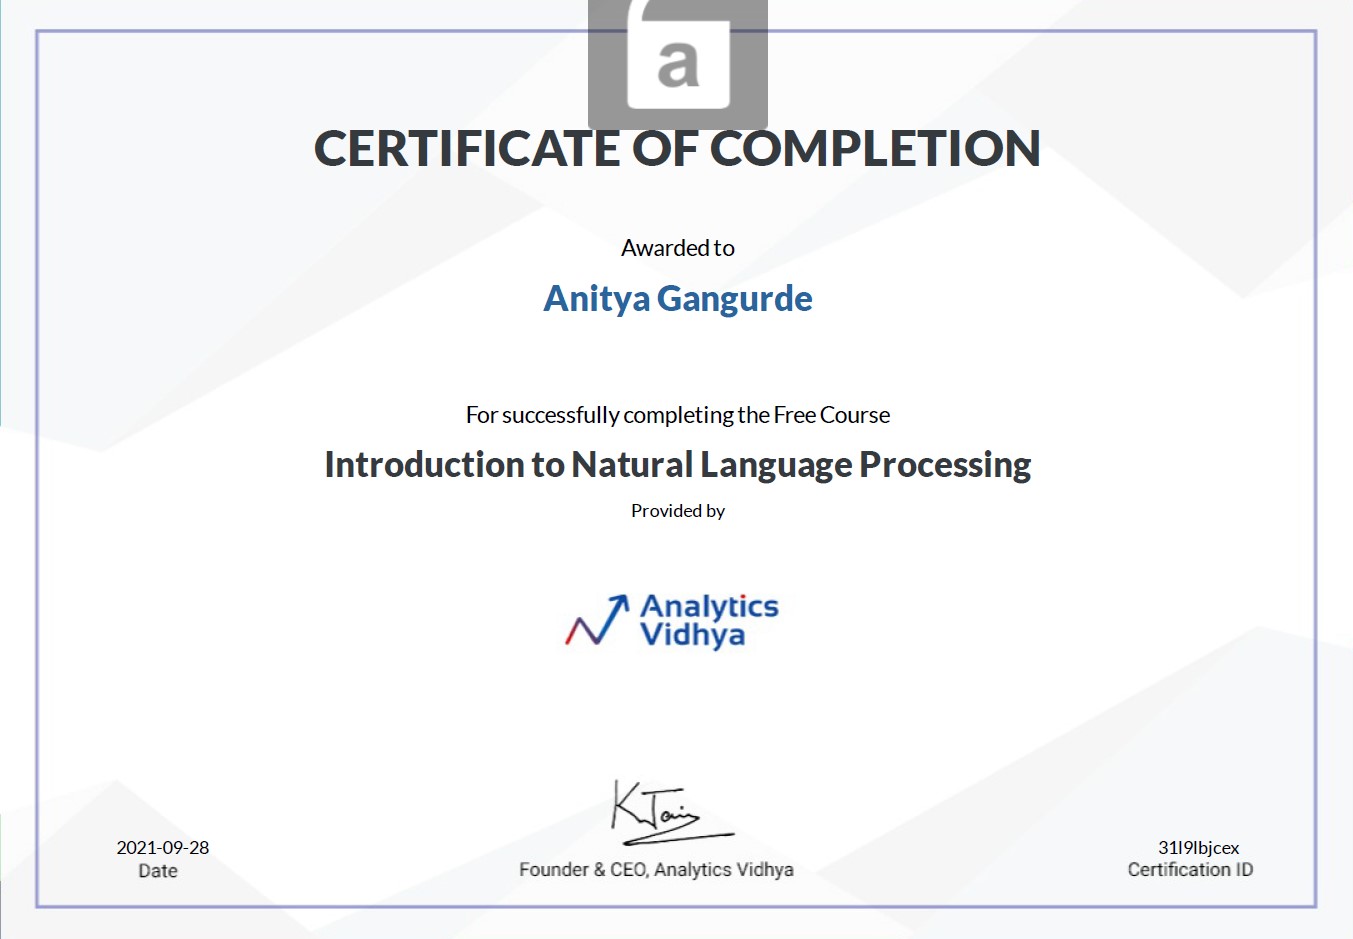 a
CERTIFICATE OF COMPLETION
Awarded to
Anitya Gangurde
For successfully completing the Free Course
Introduction to Natural Language Processing
Provided by
Analytics
Vidhya
KJain
2021-09-28
Date
Founder & CEO, Analytics Vidhya
31l9lbjcex
Certification ID